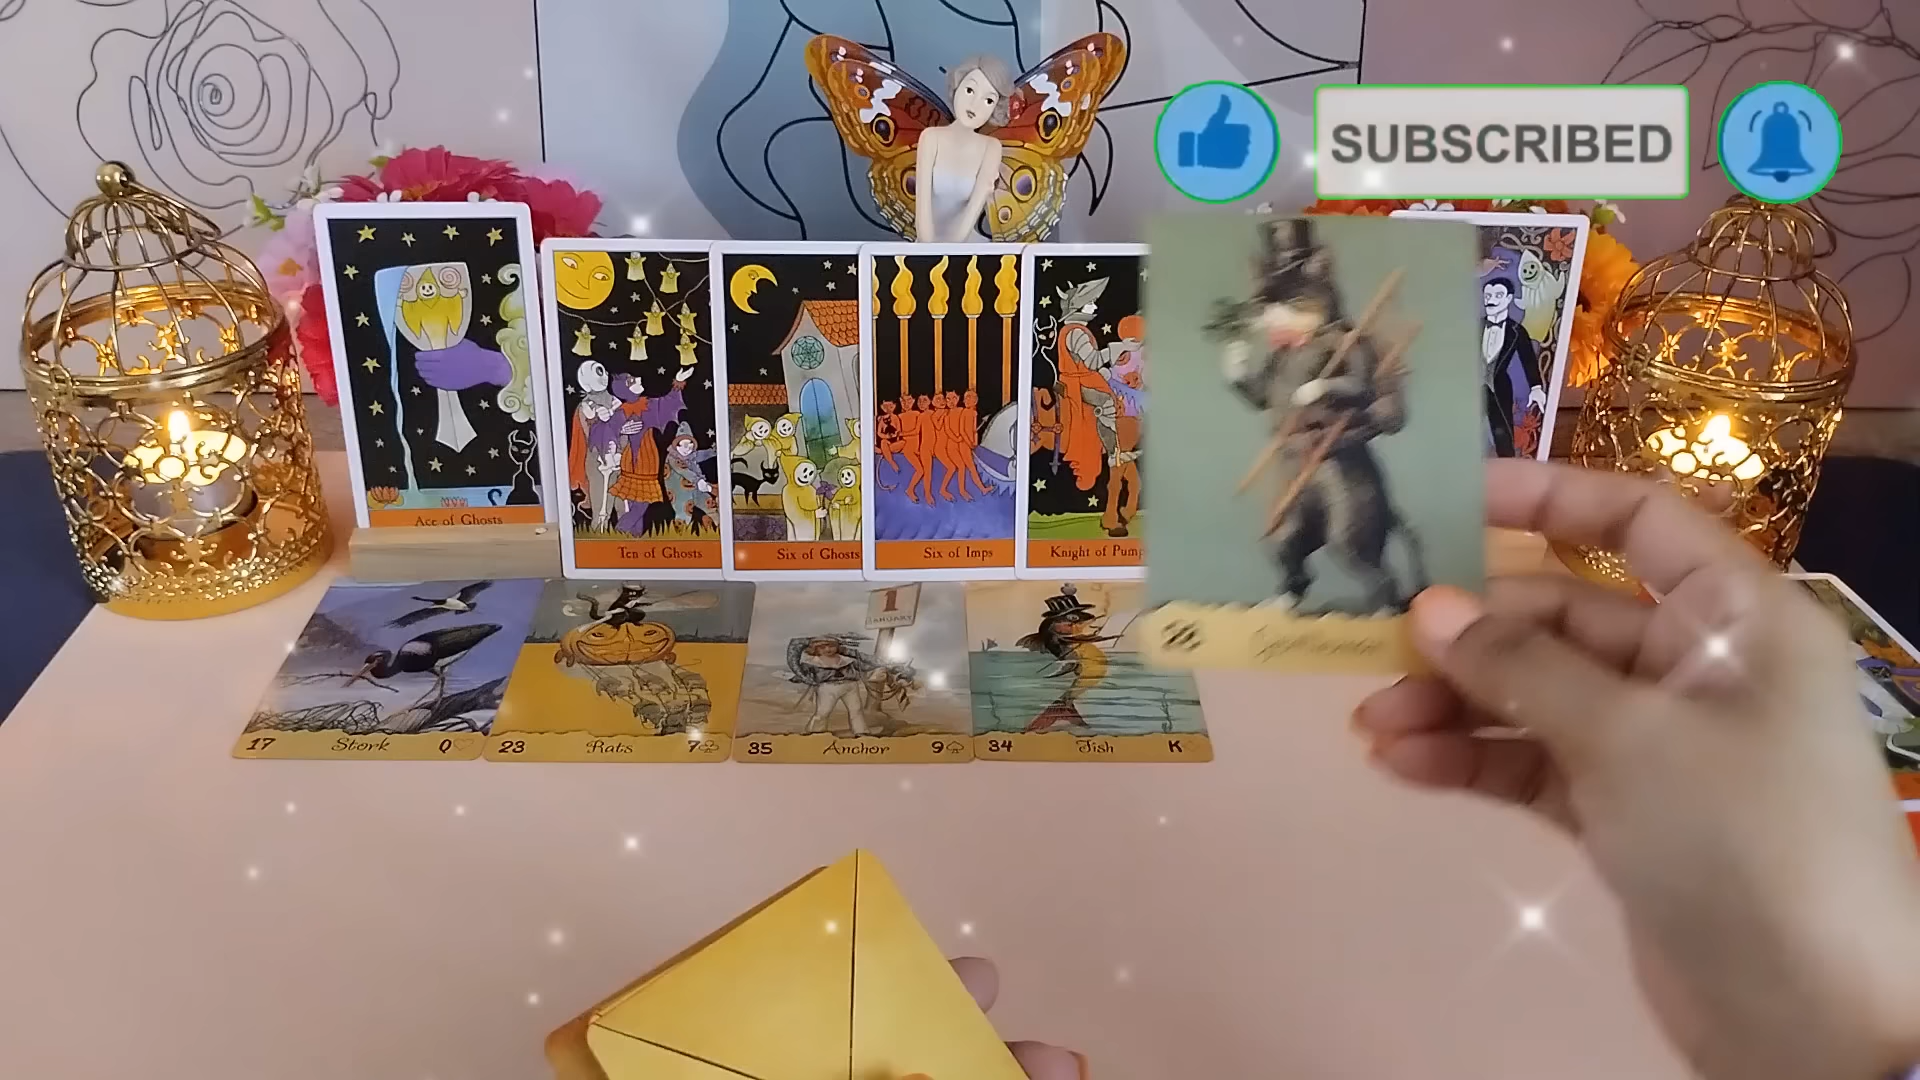 SUBSCRIBED
Ace of Ghosts
Ten of Ghosts
Six of Ghosts
Six of Imps
Knight of Pump
1
JANUARY
17 Stork Q
23 Rats 7
35 Anchor 9
34 Fish K